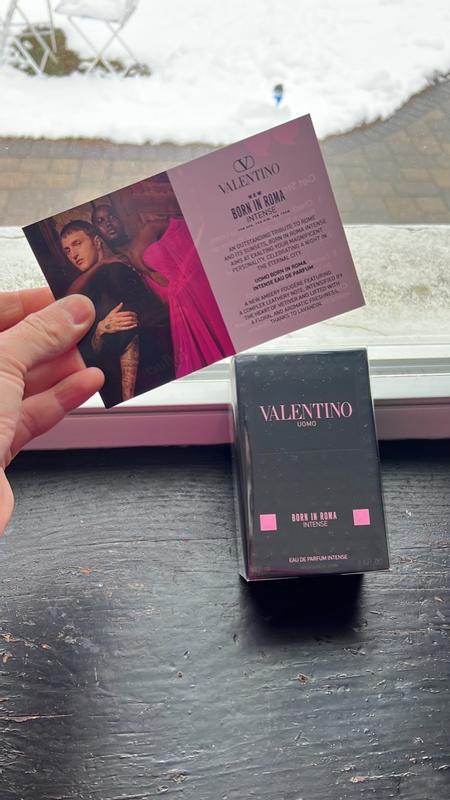 VALENTINO
NEW
BORN IN ROMA
INTENSE
AN OUTSTANDING TRIBUTE TO ROME
AND ITS SUNSETS, BORN IN ROMA INTENSE
AIMS AT EXALTING YOUR MAGNIFICENT
PERSONALITY, CELEBRATING A NIGHT IN
THE ETERNAL CITY.
UOMO BORN IN ROMA
INTENSE EAU DE PARFUM
A NEW AMBERY FOUGÈRE FEATURING
A COMPLEX LEATHERY NOTE, INTENSIFIED BY
THE HEART OF VETIVER AND LIFTED WITH
A FLORAL AND AROMATIC FRESHNESS
THANKS TO LAVANDIN.
VALENTINO
UOMO
BORN IN ROMA
INTENSE
EAU DE PARFUM INTENSE